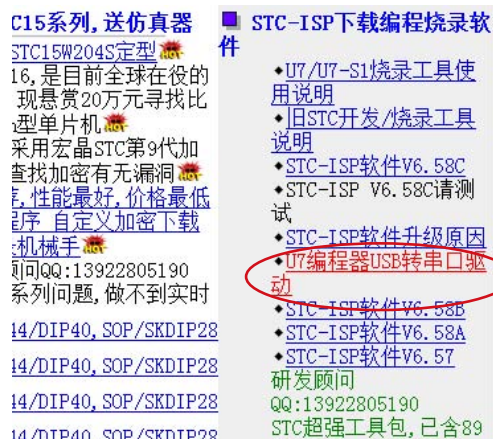 C15系列,送仿真器
STC15W204S定型
16,是目前全球在役的
现悬赏20万元寻找比
型单片机
采用宏晶STC第9代加
查找加密有无漏洞
,性能最好,价格最低
程序 自定义加密下载
机械手
顾问QQ:13922805190
系列问题,做不到实时
44/DIP40,SOP/SKDIP28
44/DIP40,SOP/SKDIP28
44/DIP40,SOP/SKDIP28
44/DIP40,SOP/SKDIP28
STC-ISP下载编程烧录软
件
◆U7/U7-S1烧录工具使
用说明
◆旧STC开发/烧录工具
说明
◆STC-ISP软件V6.58C
◆STC-ISP V6.58C请测
试
◆STC-ISP软件升级原因
◆U7编程器USB转串口驱
动
◆STC-ISP软件V6.58B
◆STC-ISP软件V6.58A
◆STC-ISP软件V6.57
研发顾问
QQ:13922805190
STC超强工具包,已含89